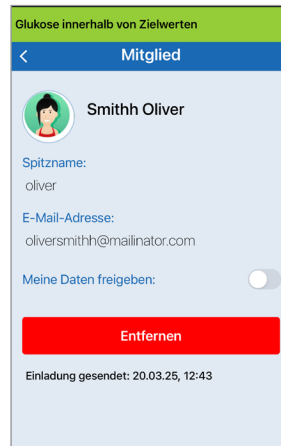 Glukose innerhalb von Zielwerten
Mitglied
Smithh Oliver
Spitzname:
oliver
E-Mail-Adresse:
oliversmithh@mailinator.com
Meine Daten freigeben:
Entfernen
Einladung gesendet: 20.03.25, 12:43